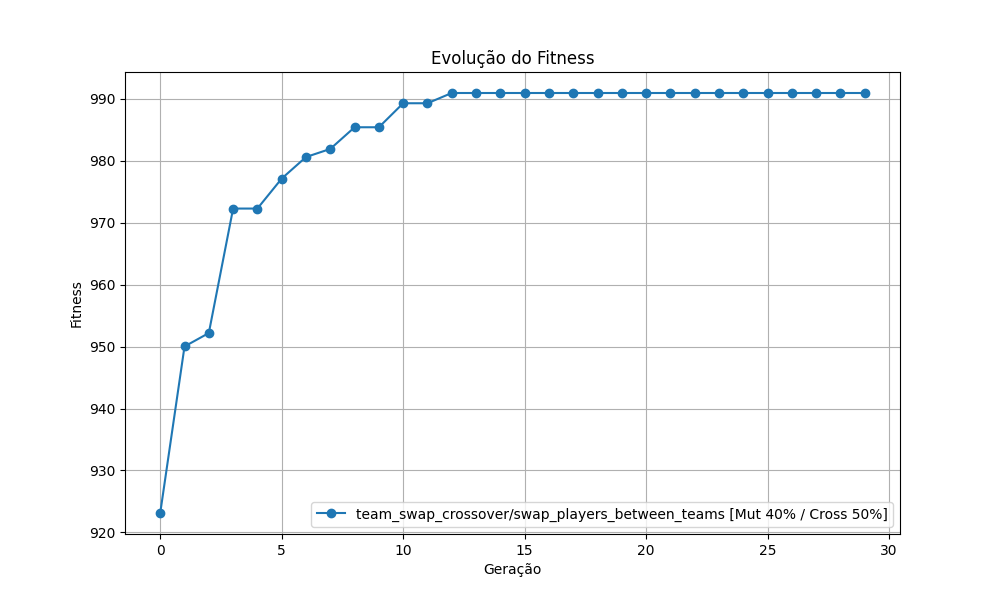 Evolução do Fitness
Fitness
990
980
970
960
950
940
930
920
team_swap_crossover/swap_players_between_teams [Mut 40% / Cross 50%]
0 5 10 15 20 25 30
Geração